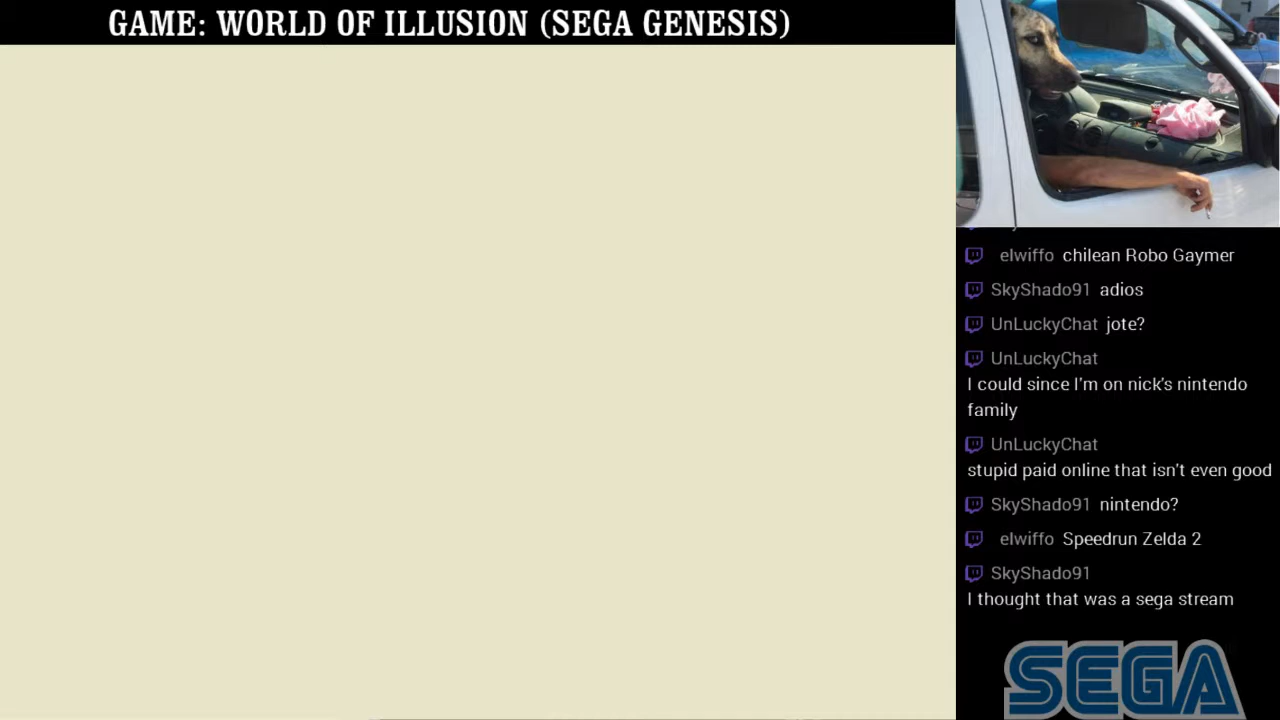 GAME: WORLD OF ILLUSION (SEGA GENESIS)
elwiffo chilean Robo Gaymer
SkyShado91 adios
UnLuckyChat jote?
UnLuckyChat
I could since I'm on nick's nintendo
family
UnLuckyChat
stupid paid online that isn't even good
SkyShado91 nintendo?
elwiffo Speedrun Zelda 2
SkyShado91
I thought that was a sega stream
SEGA